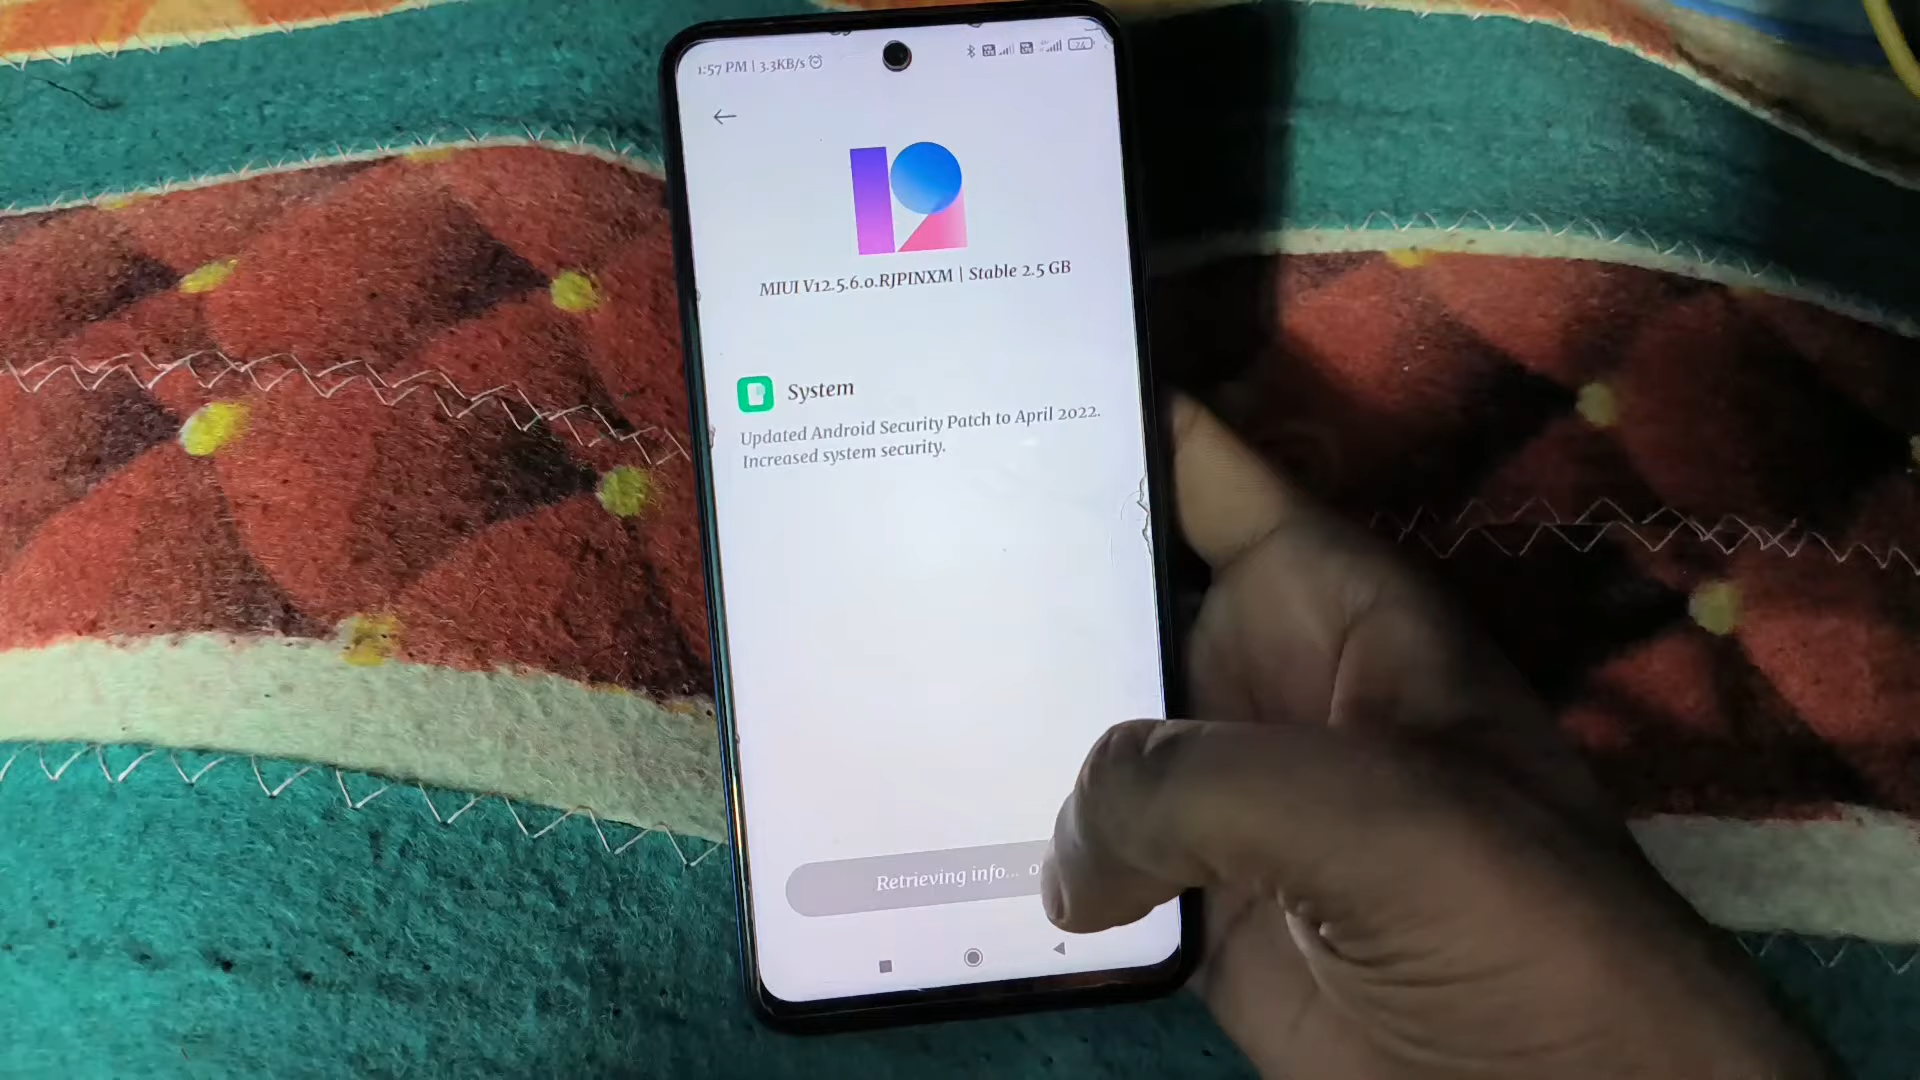 1:57 PM | 3.3KB/s
24
MIUI V12.5.6.0.RJPINXM | Stable 2.5 GB
System
Updated Android Security Patch to April 2022.
Increased system security.
Retrieving info...